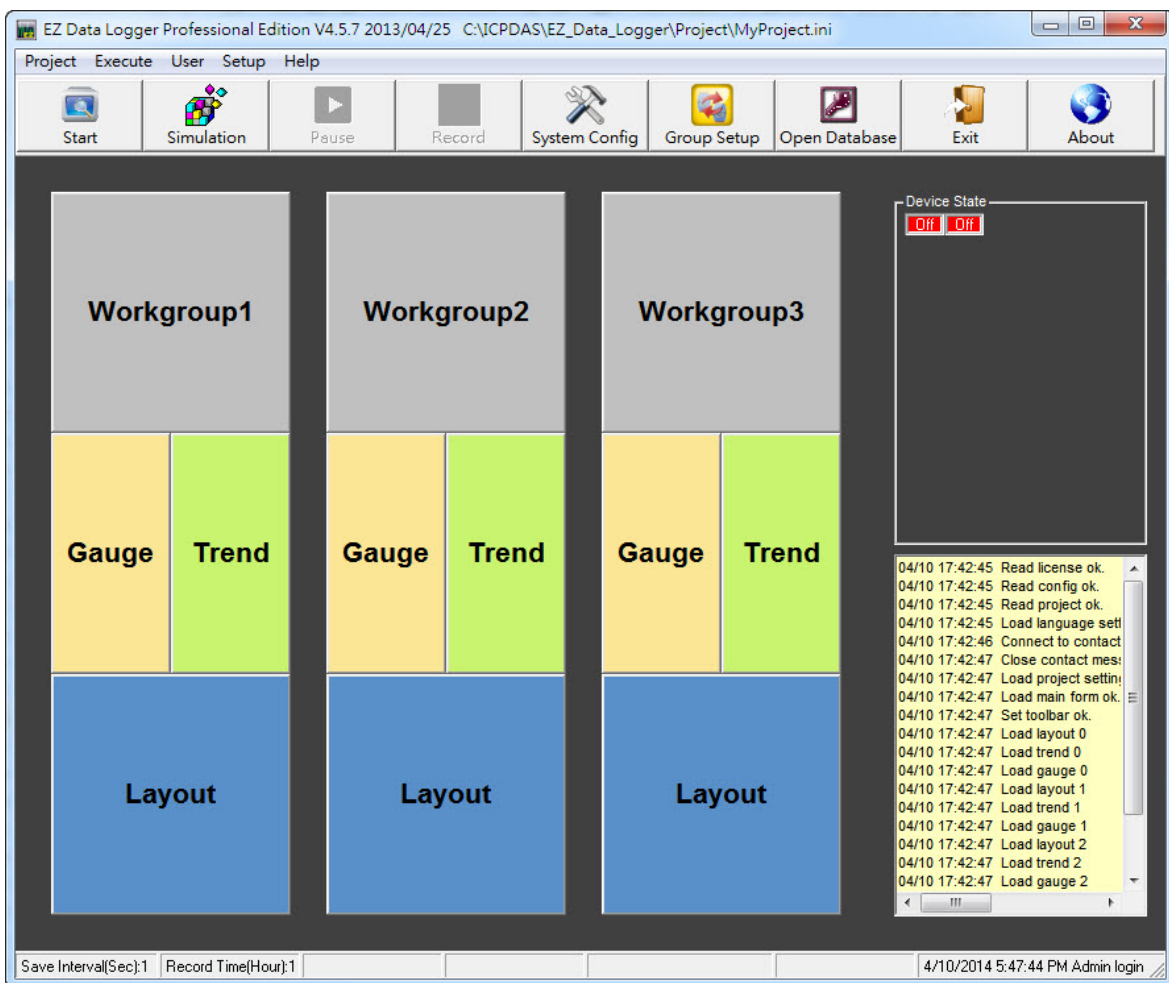 EZ Data Logger Professional Edition V4.5.7 2013/04/25 C:\ICPDAS\EZ_Data_Logger\Project\MyProject.ini
Project Execute User Setup Help
Start Simulation Pause Record System Config Group Setup Open Database Exit About
Workgroup1 Workgroup2 Workgroup3
Gauge Trend Gauge Trend Gauge Trend
Layout Layout Layout
Device State
Off Off
04/10 17:42:45 Read license ok.
04/10 17:42:45 Read config ok.
04/10 17:42:45 Read project ok.
04/10 17:42:45 Load language
04/10 17:42:46 Connect to contact
04/10 17:42:47 Close contact
04/10 17:42:47 Load project
04/10 17:42:47 Load main form ok.
04/10 17:42:47 Set toolbar ok.
04/10 17:42:47 Load layout 0
04/10 17:42:47 Load trend 0
04/10 17:42:47 Load gauge 0
04/10 17:42:47 Load layout 1
04/10 17:42:47 Load trend 1
04/10 17:42:47 Load gauge 1
04/10 17:42:47 Load layout 2
04/10 17:42:47 Load trend 2
04/10 17:42:47 Load gauge 2
Save Interval(Sec):1 Record Time(Hour):1 4/10/2014 5:47:44 PM Admin login